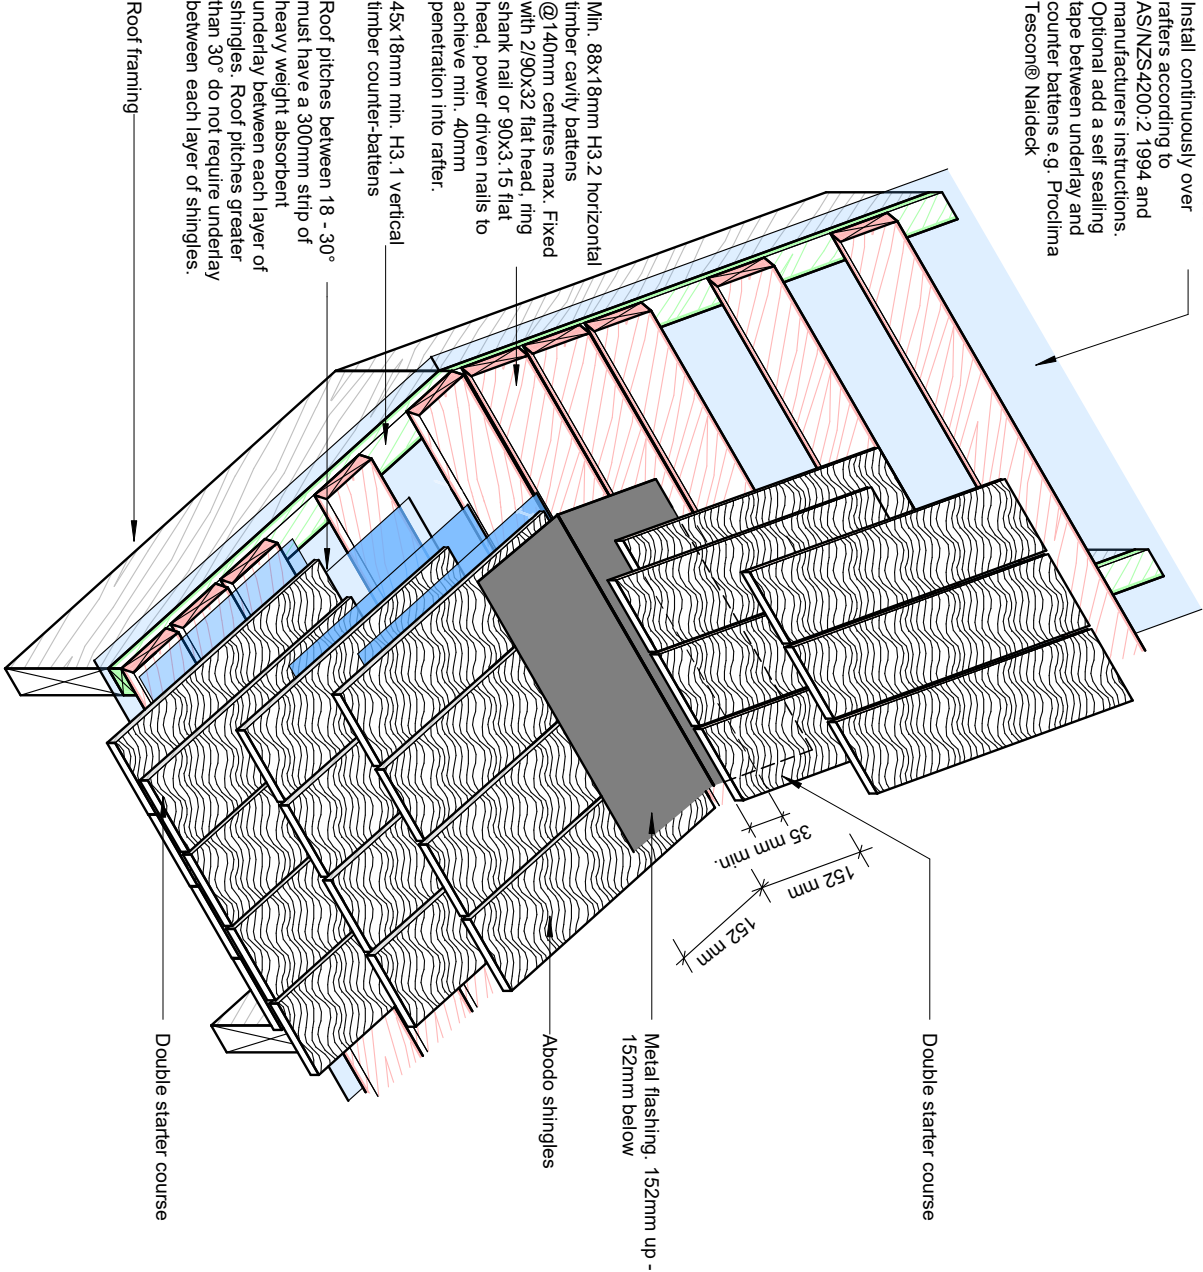 Install continuously over
rafters according to
AS/NZS4200:2 1994 and
manufacturers instructions.
Optional add a self sealing
tape between underlay and
counter battens e.g. Proclima
Tescon® Naideck
Min. 88x18mm H3.2 horizontal
timber cavity battens
@140mm centres max. Fixed
with 2/90x32 flat head, ring
shank nail or 90x3.15 flat
head, power driven nails to
achieve min. 40mm
penetration into rafter.
45x18mm min. H3. 1 vertical
timber counter-battens
Roof pitches between 18 - 30°
must have a 300mm strip of
heavy weight absorbent
underlay between each layer of
shingles. Roof pitches greater
than 30° do not require underlay
between each layer of shingles.
Roof framing
35 mm min.
152 mm
152 mm
Double starter course
Metal flashing. 152mm up -
152mm below
Abodo shingles
Double starter course